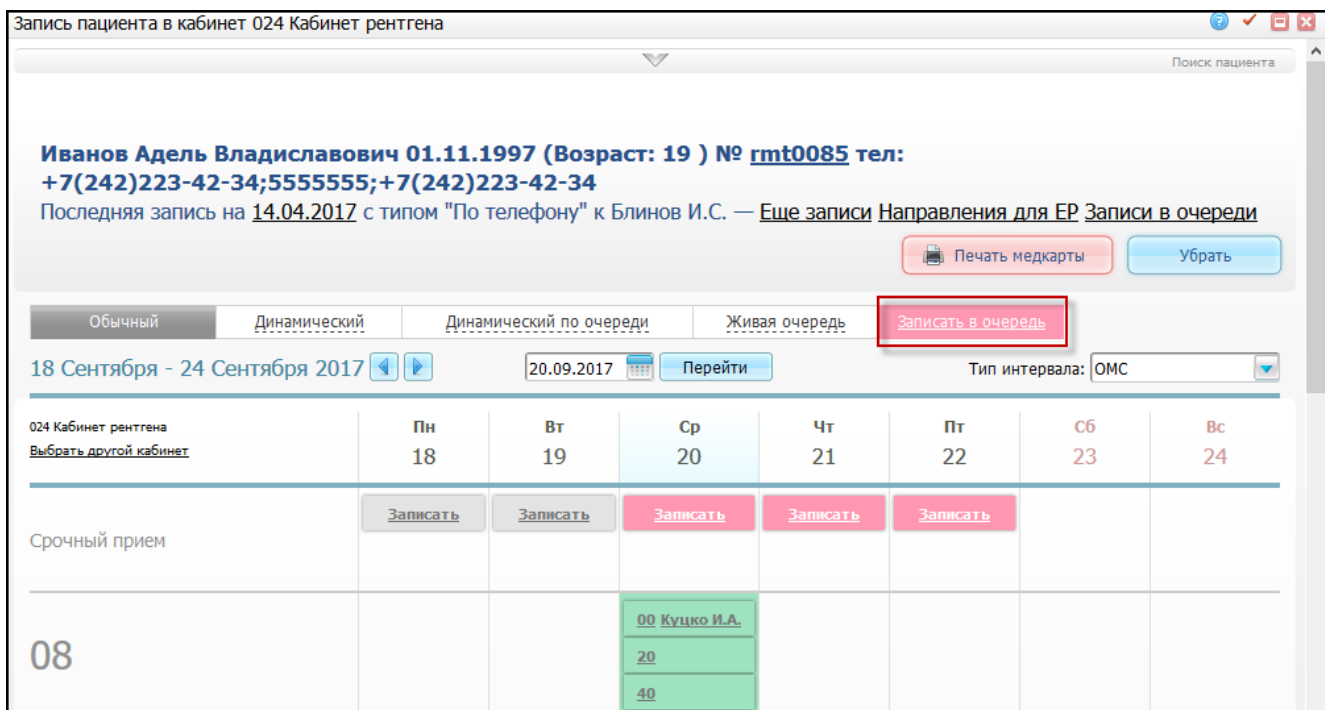 Запись пациента в кабинет 024 Кабинет рентгена
Поиск пациента
Иванов Адель Владиславович 01.11.1997 (Возраст: 19 ) № rmt0085 тел:
+7(242)223-42-34;5555555;+7(242)223-42-34
Последняя запись на 14.04.2017 с типом "По телефону" к Блинов И.С. — Еще записи Направления для ЕР Записи в очереди
Печать медкарты Убрать
Обычный Динамический Динамический по очереди Живая очередь Записать в очередь
18 Сентября - 24 Сентября 2017 20.09.2017 Перейти Тип интервала: ОМС
024 Кабинет рентгена Пн Вт Ср Чт Пт Сб Вс
Выбрать другой кабинет 18 19 20 21 22 23 24
Записать Записать Записать Записать Записать
Срочный прием
00 Куцко И.А.
08 20
40